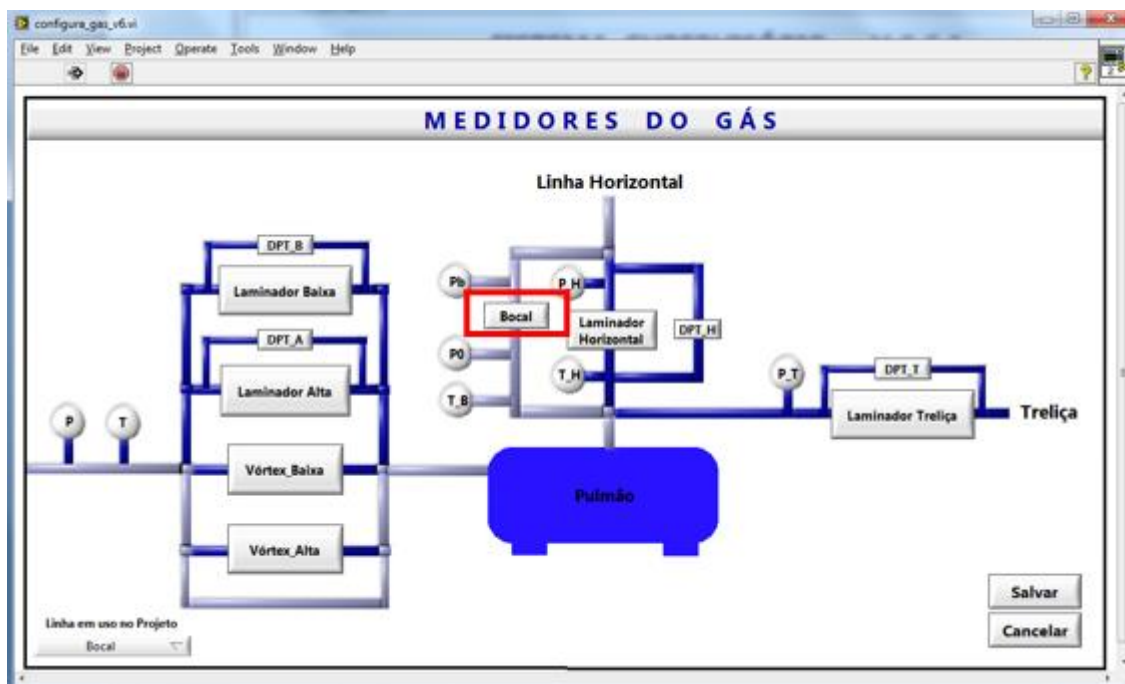 configura_gas_v6.vi
File Edit View Project Operate Tools Window Help
MEDIDORES DO GÁS
Linha Horizontal
DPT_B
Laminador Baixa
Pb
P_H
Bocal
Laminador
Horizontal
DPT_H
DPT_A
Laminador Alta
P0
T_H
T_B
P_T
DPT_T
Laminador Treliça
Treliça
P
T
Vórtex_Baixa
Pulmão
Vórtex_Alta
Salvar
Cancelar
Linha em uso no Projeto
Bocal